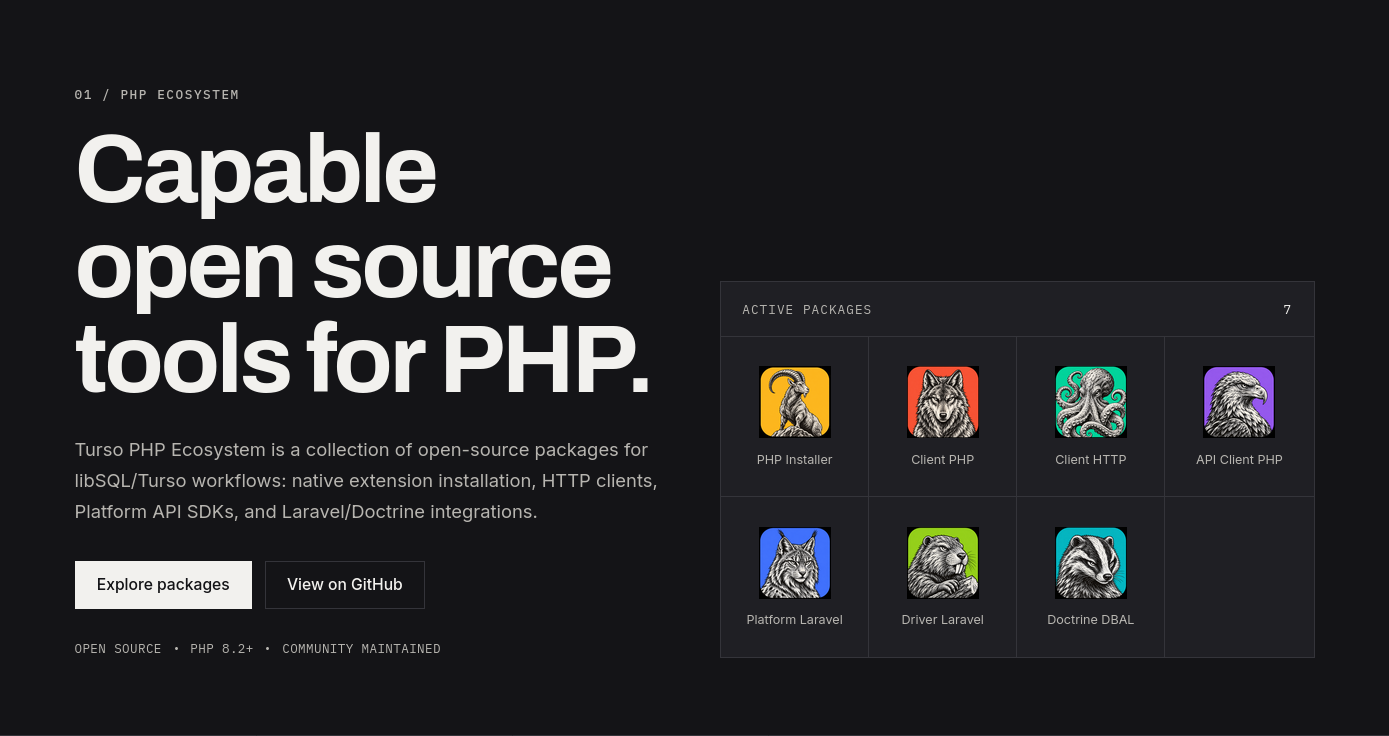 01 / PHP ECOSYSTEM
Capable
open source
tools for PHP.
Turso PHP Ecosystem is a collection of open-source packages for
libSQL/Turso workflows: native extension installation, HTTP clients,
Platform API SDKs, and Laravel/Doctrine integrations.
Explore packages
View on GitHub
OPEN SOURCE • PHP 8.2+ • COMMUNITY MAINTAINED
ACTIVE PACKAGES 7
PHP Installer
Client PHP
Client HTTP
API Client PHP
Platform Laravel
Driver Laravel
Doctrine DBAL